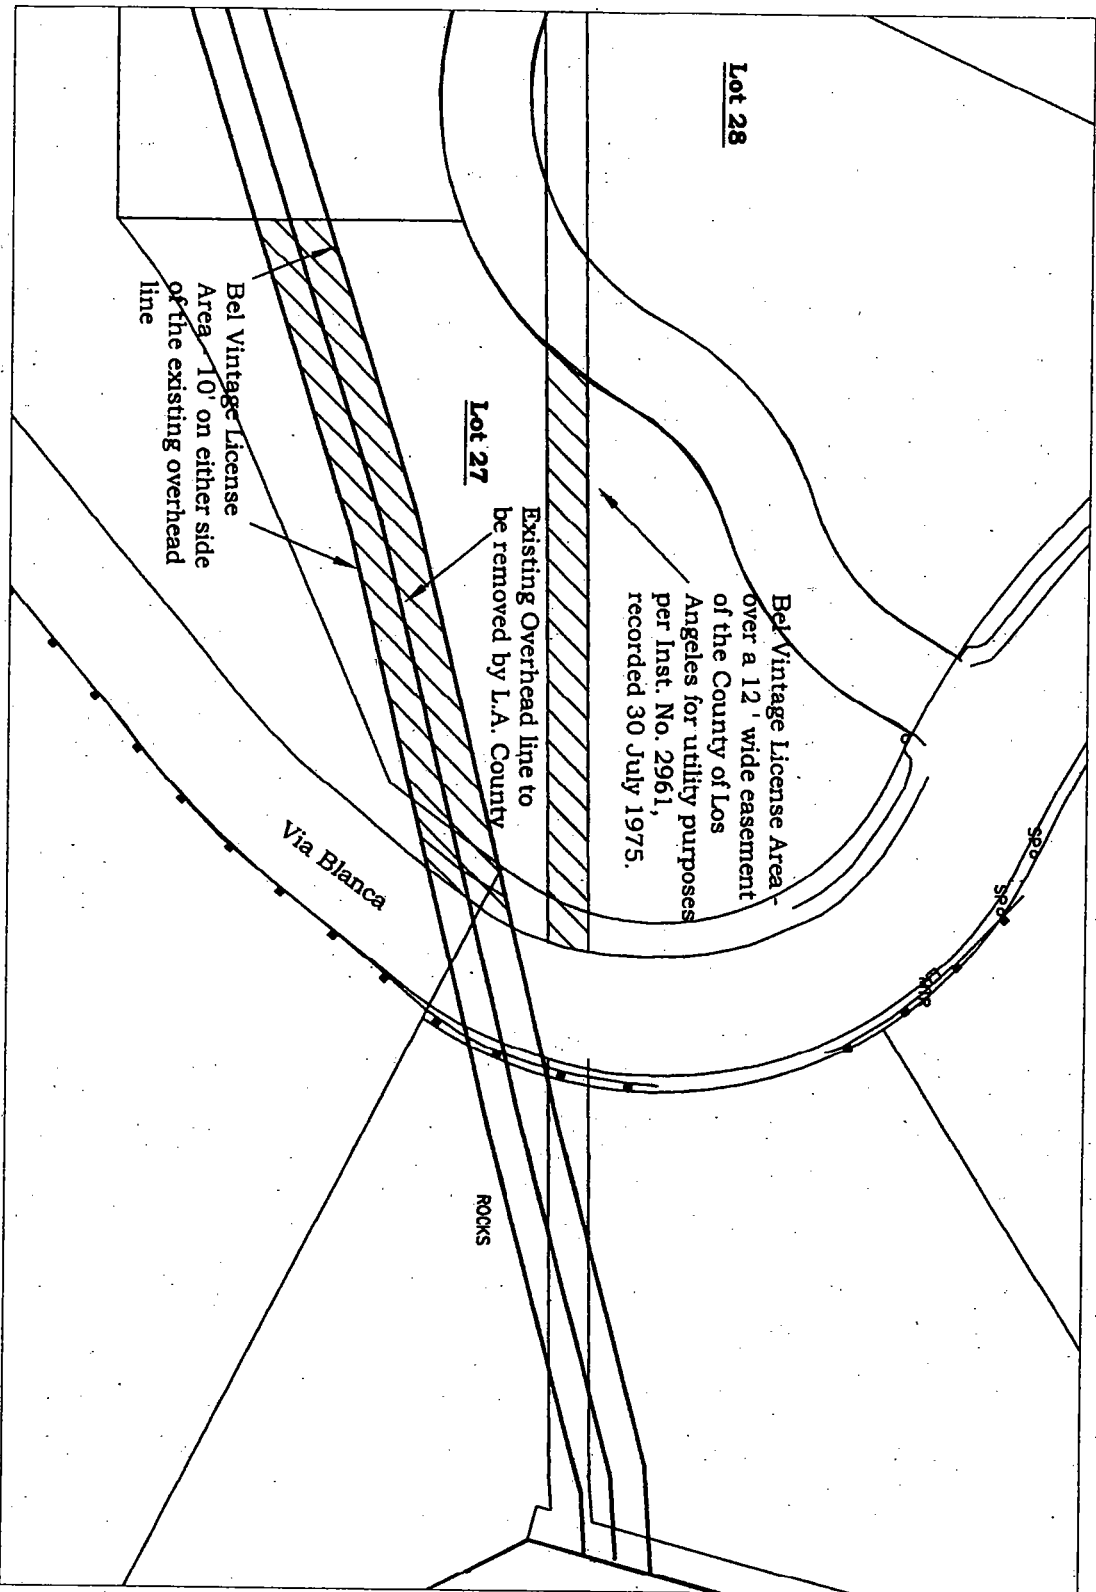 Lot 28
Bel Vintage License Area -
over a 12 ' wide easement
of the County of Los
Angeles for utility purposes
per Inst. No. 2961,
recorded 30 July 1975.
Existing Overhead line to
be removed by L.A. County
Lot 27
Bel Vintage License
Area - 10' on either side
of the existing overhead
line
Via Blanca
ROCKS